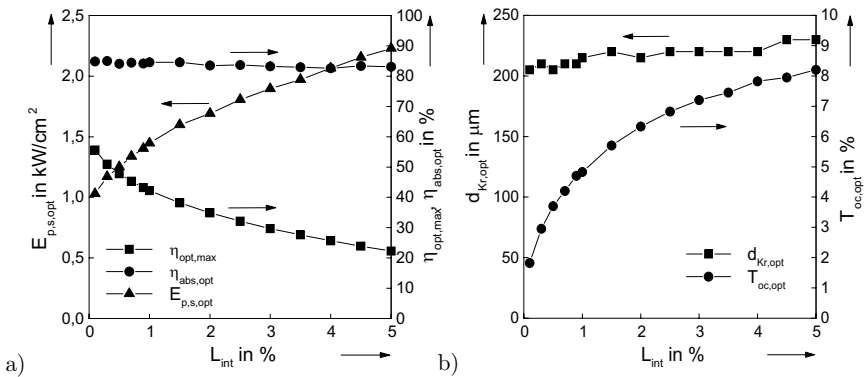 2,5
2,0
1,5
1,0
0,5
0,0
E_p,s,opt in kW/cm²
100
90
80
70
60
50
40
30
20
10
0
η_opt,max, η_abs,opt in %
η_opt,max
η_abs,opt
E_p,s,opt
0 1 2 3 4 5
L_int in %
a)
250
200
150
100
50
0
d_Kr,opt in µm
10
9
8
7
6
5
4
3
2
1
0
T_oc,opt in %
d_Kr,opt
T_oc,opt
0 1 2 3 4 5
L_int in %
b)